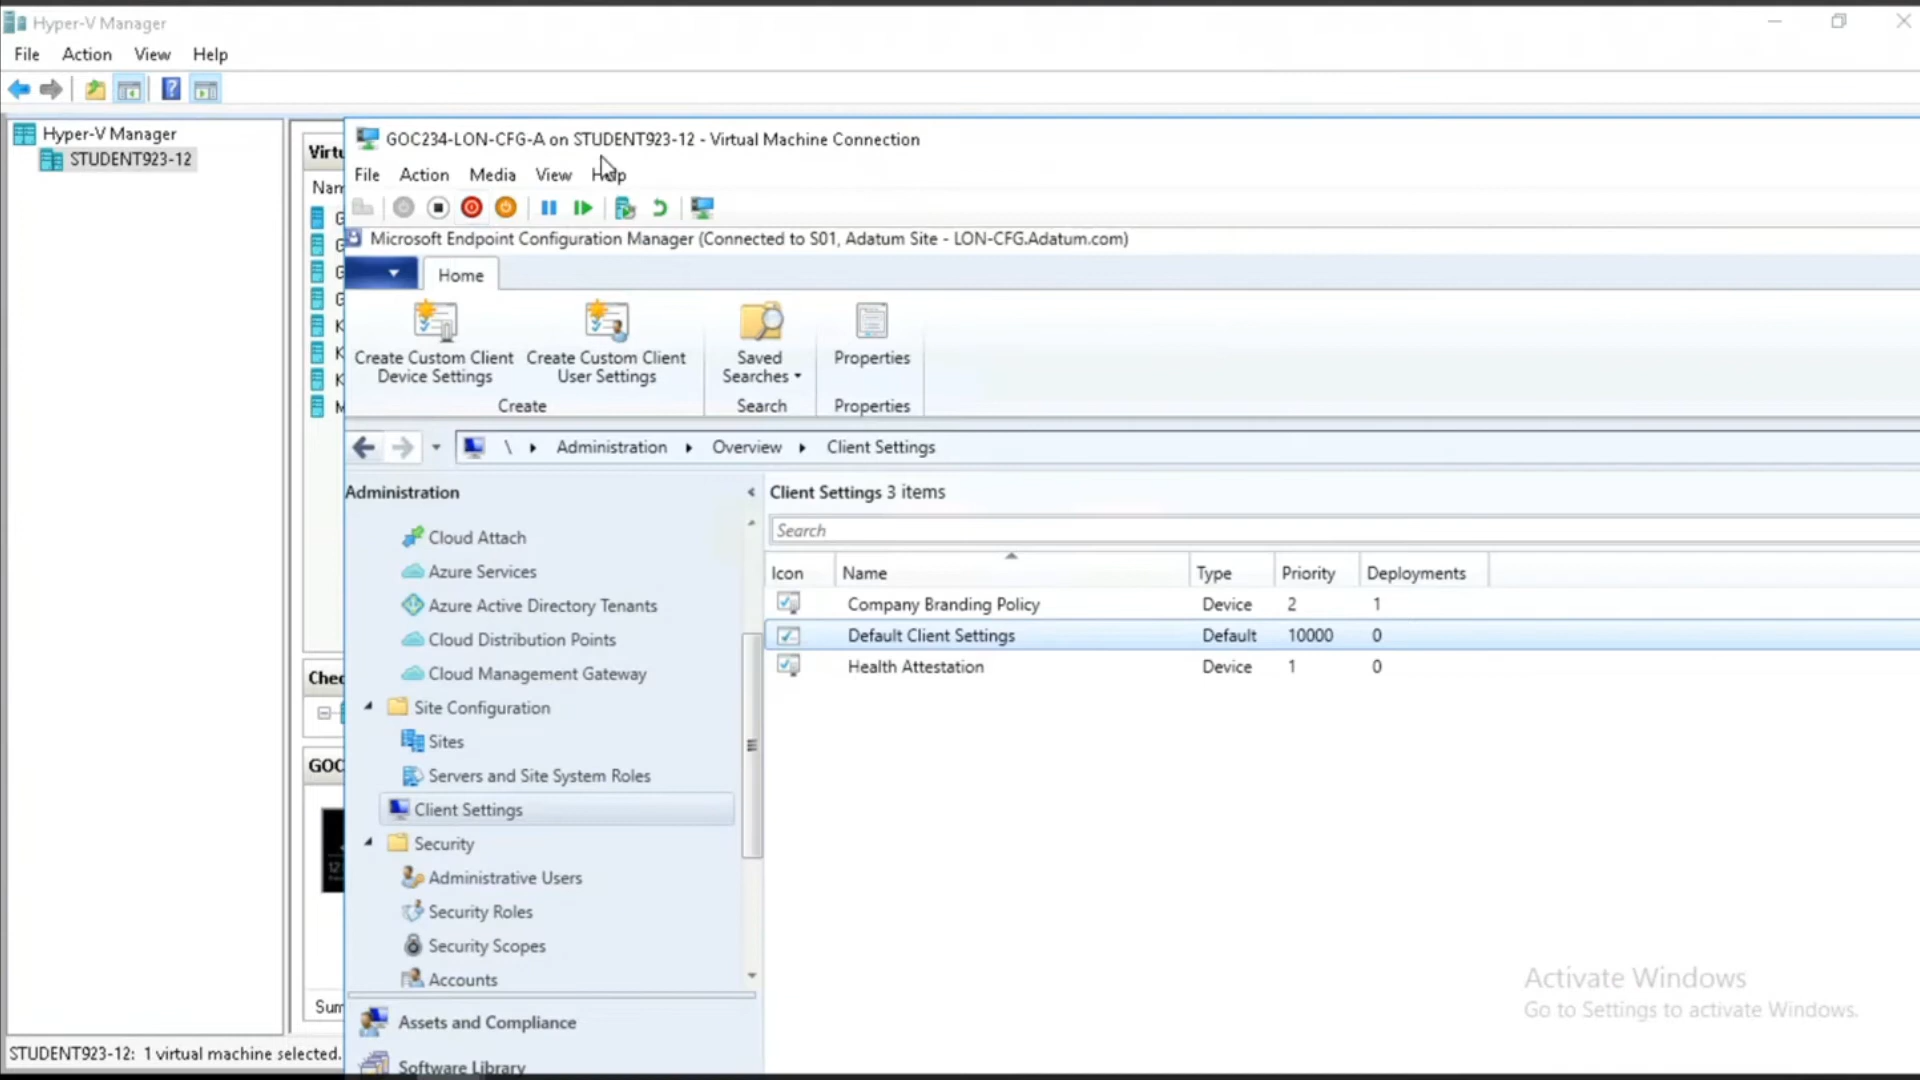 Hyper-V Manager
File Action View Help
Hyper-V Manager
STUDENT923-12
GOC234-LON-CFG-A on STUDENT923-12 - Virtual Machine Connection
File Action Media View Help
Microsoft Endpoint Configuration Manager (Connected to S01, Adatum Site - LON-CFG.Adatum.com)
Home
Create Custom Client Device Settings
Create Custom Client User Settings
Saved Searches
Properties
Create
Search
Properties
\ Administration Overview Client Settings
Administration
Cloud Attach
Azure Services
Azure Active Directory Tenants
Cloud Distribution Points
Cloud Management Gateway
Site Configuration
Sites
Servers and Site System Roles
Client Settings
Security
Administrative Users
Security Roles
Security Scopes
Accounts
Assets and Compliance
Software Library
Client Settings 3 items
Search
Icon Name Type Priority Deployments
Company Branding Policy Device 2 1
Default Client Settings Default 10000 0
Health Attestation Device 1 0
Activate Windows
Go to Settings to activate Windows.
STUDENT923-12: 1 virtual machine selected.